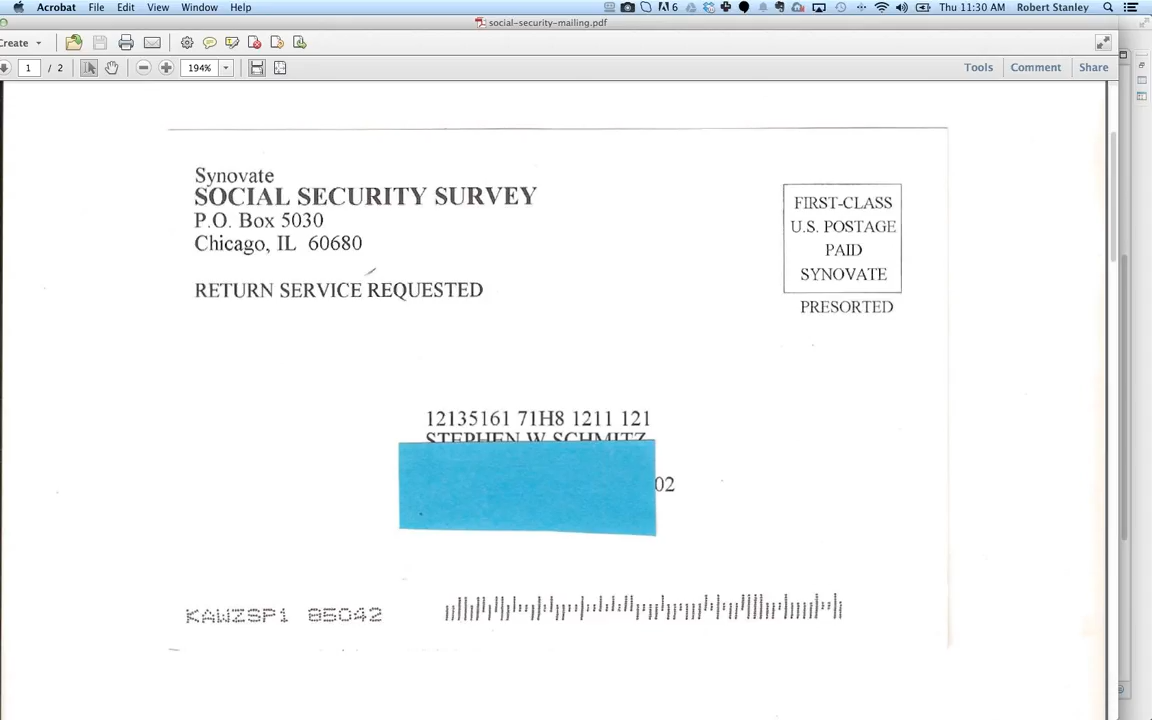 Acrobat File Edit View Window Help 6 Thu 11:30 AM Robert Stanley
social-security-mailing.pdf
Create
1 / 2 194% Tools Comment Share
Synovate
SOCIAL SECURITY SURVEY
P.O. Box 5030
Chicago, IL 60680
RETURN SERVICE REQUESTED
FIRST-CLASS
U.S. POSTAGE
PAID
SYNOVATE
PRESORTED
12135161 71H8 1211 121
STEPHEN W SCHMITZ
02
KAWZSP1 85042